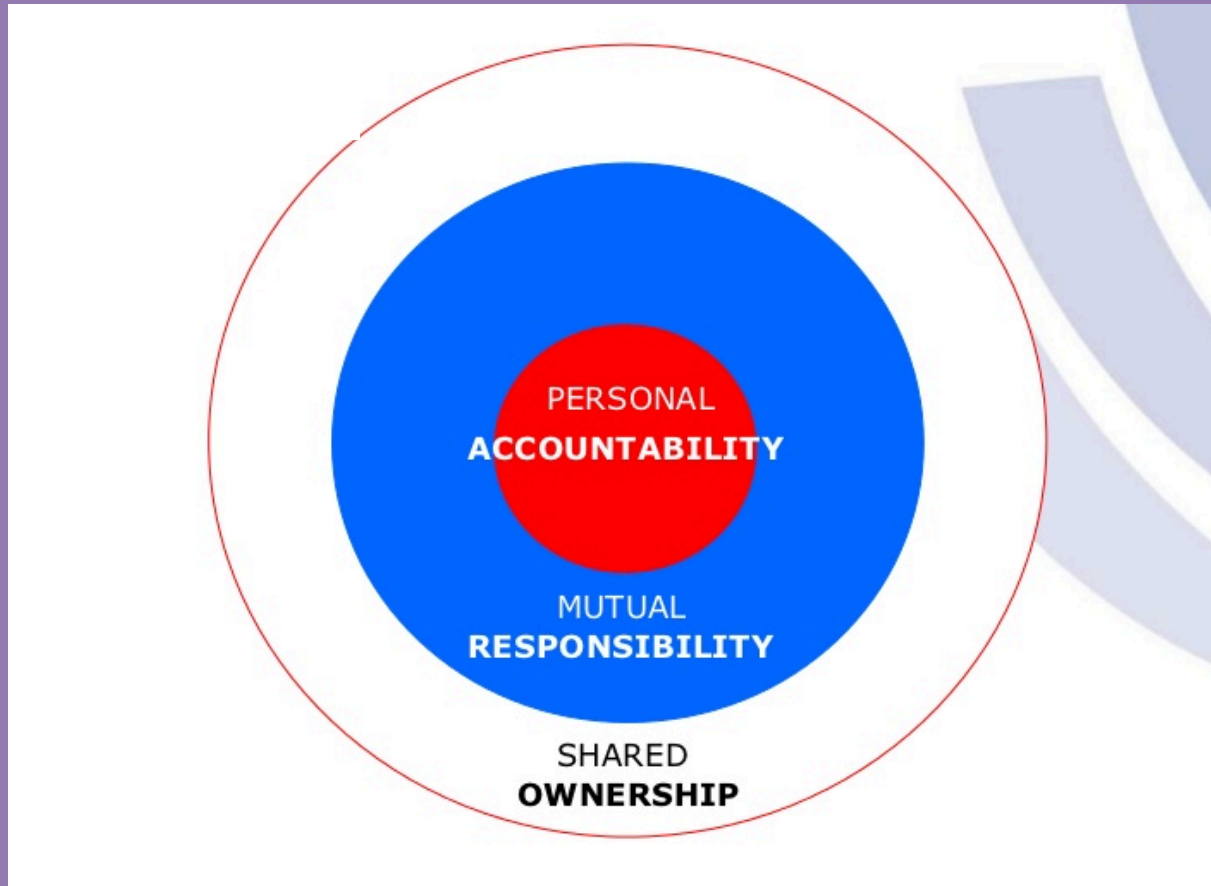 PERSONAL
ACCOUNTABILITY
MUTUAL
RESPONSIBILITY
SHARED
OWNERSHIP